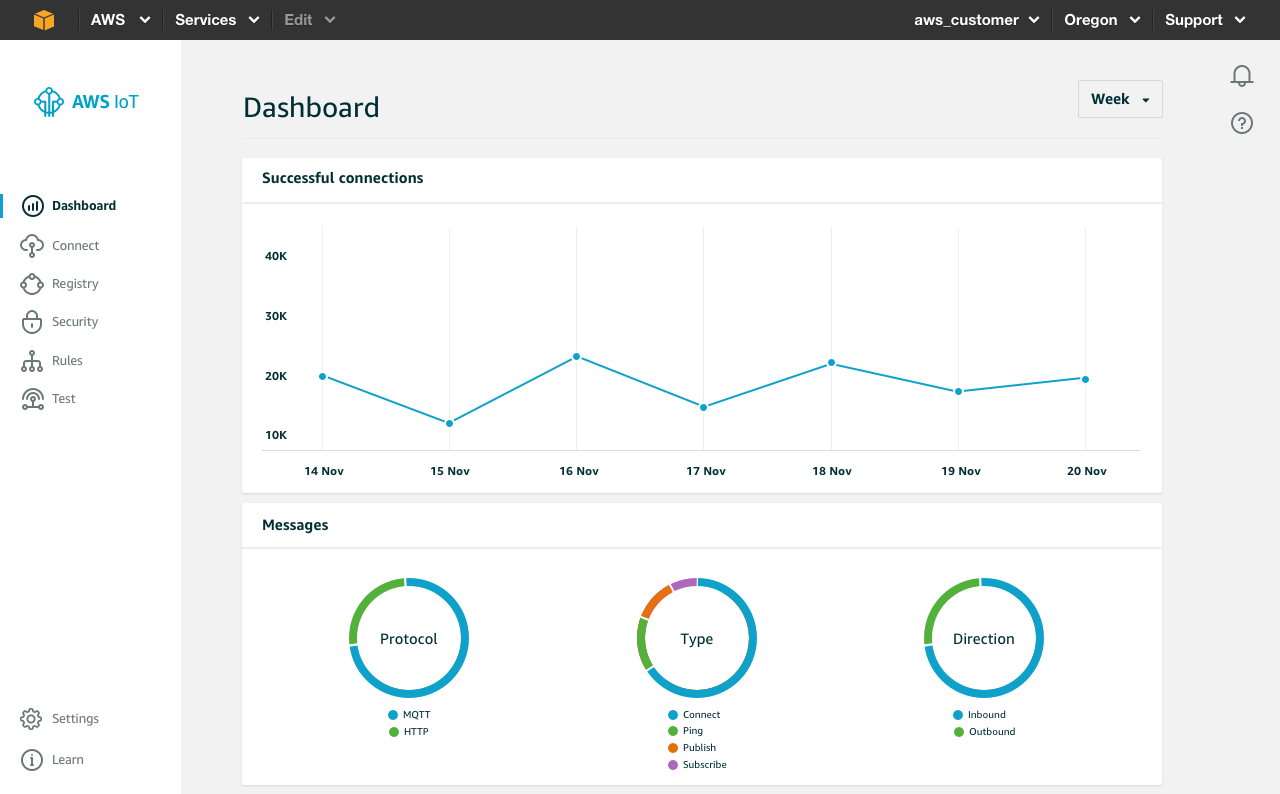 AWS Services Edit aws_customer Oregon Support
AWS IoT
Dashboard
Week
Dashboard
Connect
Registry
Security
Rules
Test
Settings
Learn
Successful connections
40K
30K
20K
10K
14 Nov 15 Nov 16 Nov 17 Nov 18 Nov 19 Nov 20 Nov
Messages
Protocol
MQTT
HTTP
Type
Connect
Ping
Publish
Subscribe
Direction
Inbound
Outbound